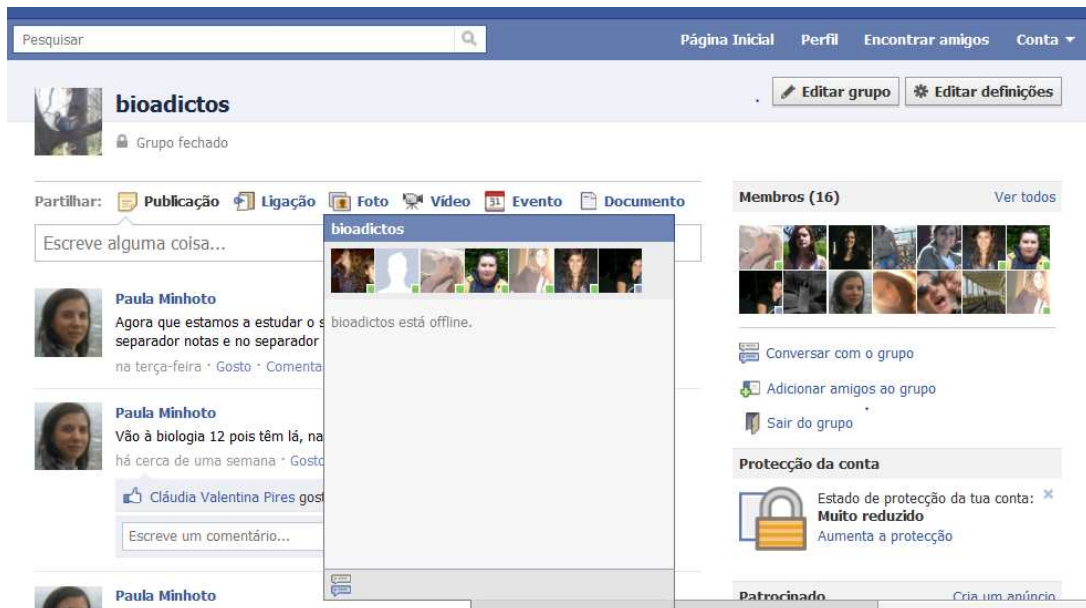 Pesquisar
Página Inicial Perfil Encontrar amigos Conta
bioadictos
Editar grupo Editar definições
Grupo fechado
Partilhar: Publicação Ligação Foto Vídeo 31 Evento Documento
Escreve alguma coisa...
Paula Minhoto
Agora que estamos a estudar o
separador notas e no separador
na terça-feira · Gosto · Comenta
Paula Minhoto
Vão à biologia 12 pois têm lá, na
há cerca de uma semana · Gosto
Cláudia Valentina Pires
Escreve um comentário...
Paula Minhoto
bioadictos
bioadictos está offline.
Membros (16) Ver todos
Conversar com o grupo
Adicionar amigos ao grupo
Sair do grupo
Protecção da conta
Estado de protecção da tua conta:
Muito reduzido
Aumenta a protecção
Patrocinado Cria um anúncio